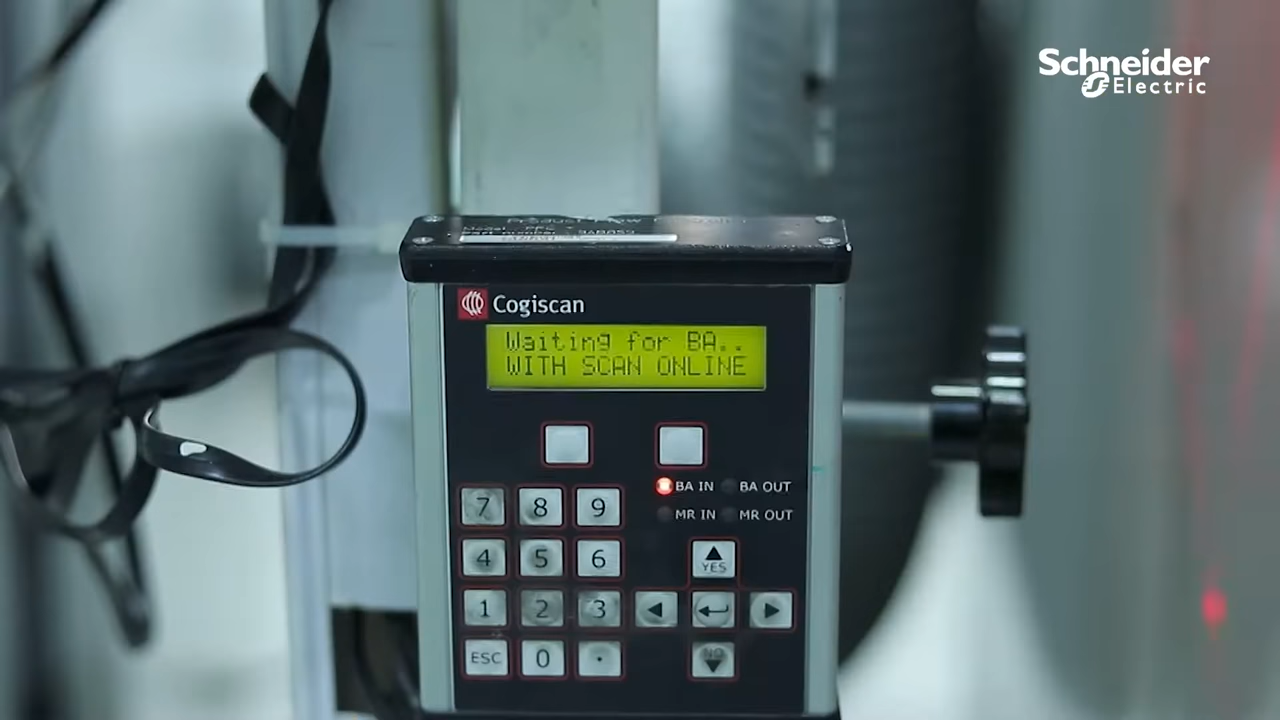 Schneider
Electric
Cogiscan
Waiting for BA..
WITH SCAN ONLINE
BA IN
BA OUT
MR IN
MR OUT
7 8 9
4 5 6
YES
1 2 3
ESC 0 .
NO